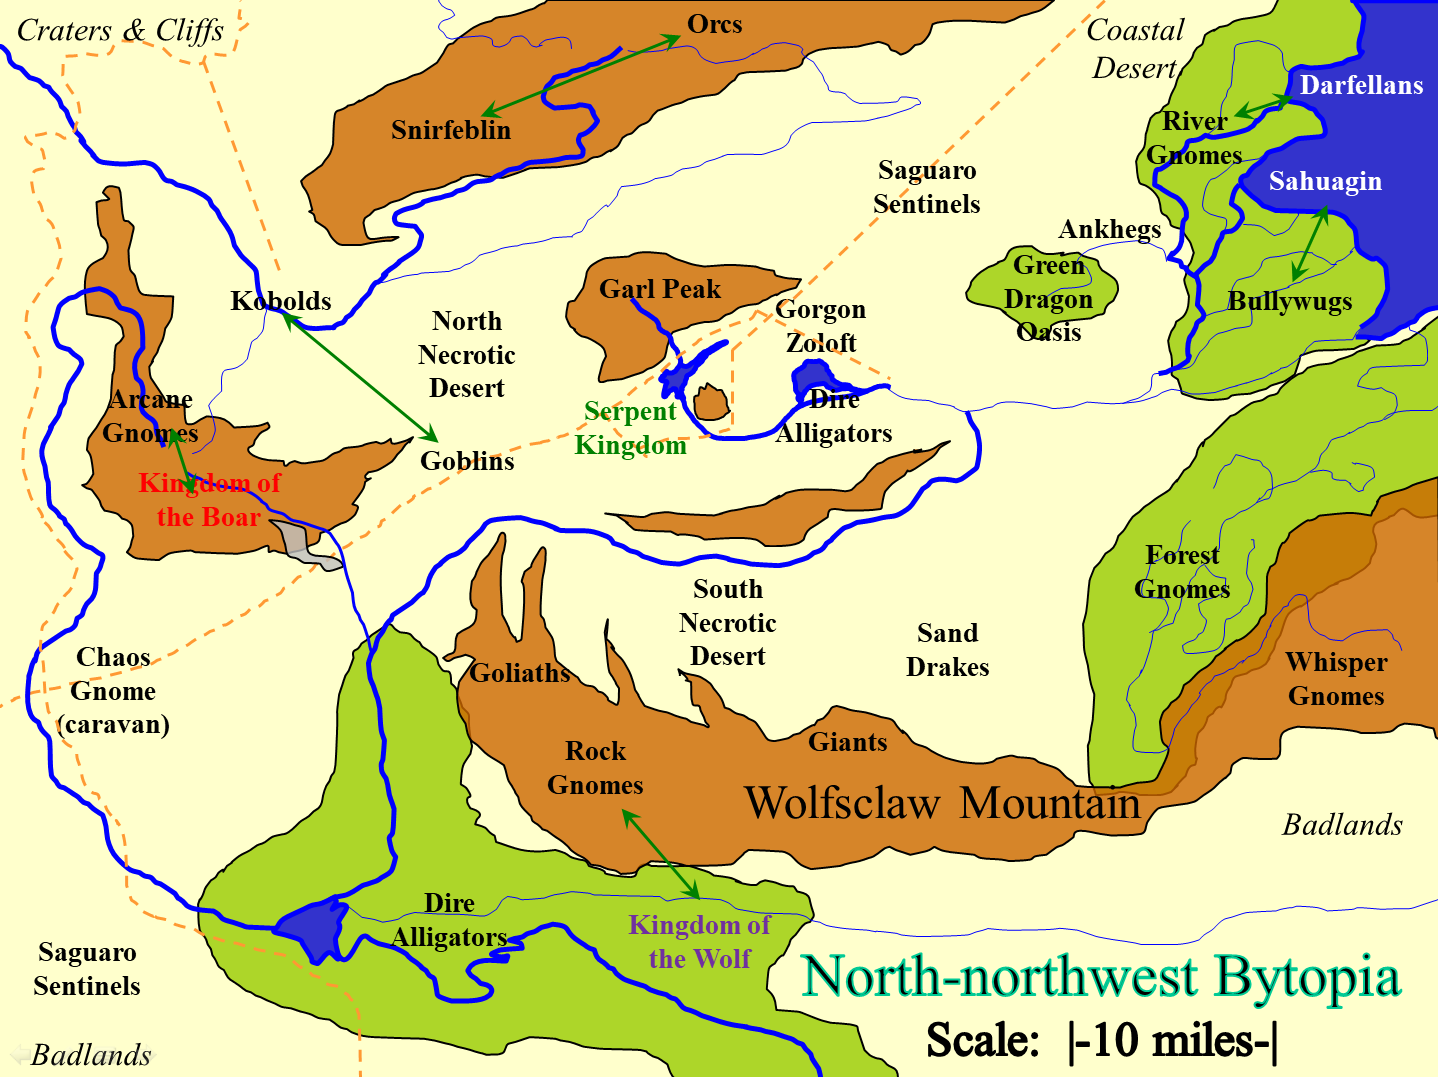 Craters & Cliffs
Orcs
Coastal
Desert
Darfellans
Snirfeblin
River
Gnomes
Saguaro
Sentinels
Sahuagin
Ankhegs
Green
Dragon
Oasis
Garl Peak
Kobolds
Bullywugs
North
Necrotic
Desert
Gorgon
Zoloft
Arcane
Gnomes
Serpent
Kingdom
Dire
Alligators
Goblins
Kingdom of
the Boar
Forest
Gnomes
South
Necrotic
Desert
Sand
Drakes
Chaos
Gnome
(caravan)
Goliaths
Whisper
Gnomes
Rock
Gnomes
Giants
Wolfsclaw Mountain
Badlands
Dire
Alligators
Kingdom of
the Wolf
Saguaro
Sentinels
North-northwest Bytopia
Scale: |-10 miles-|
Badlands